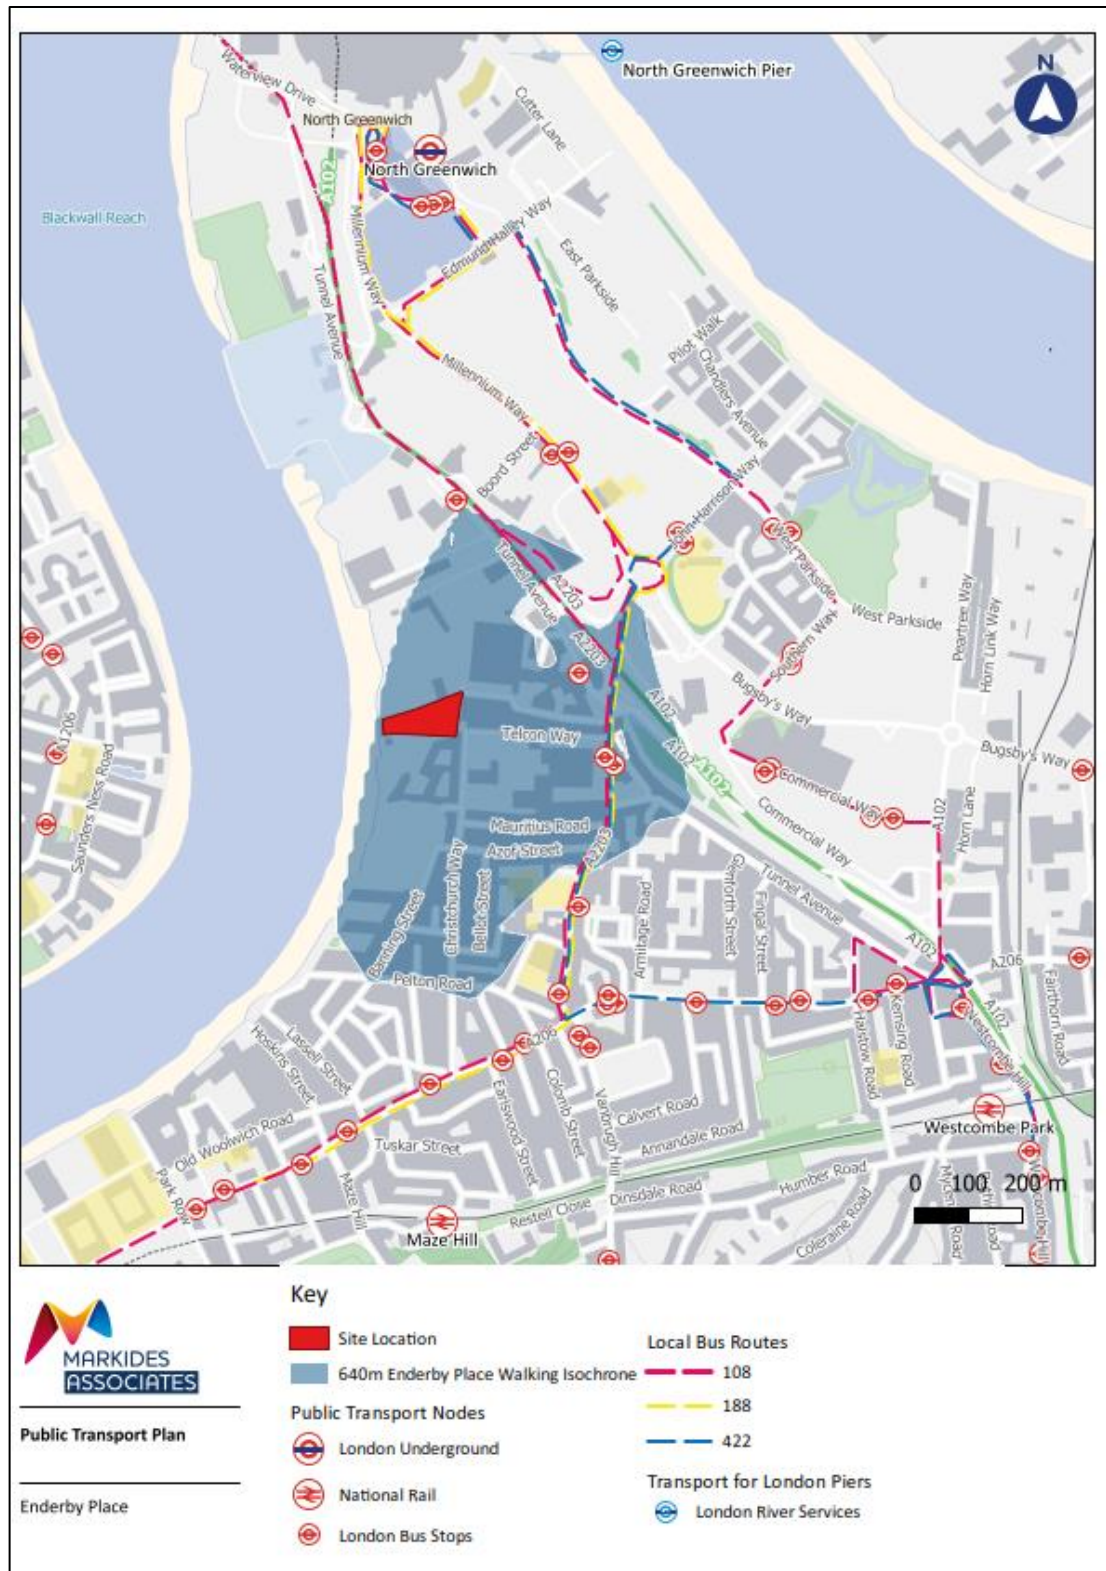 North Greenwich Pier
N
Waterview Drive
Cutter Lane
North Greenwich
North Greenwich
A102
Blackwall Reach
Millennium Way
Edmund Halley Way
East Parkside
Tunnel Avenue
Pilot Walk
Chandlers Avenue
Millennium Way
Boord Street
John Harrison Way
West Parkside
Tunnel Avenue
A2203
Peartree Way
Horn Link Way
West Parkside
Southern Way
A2203
Bugsby's Way
A102
Telcon Way
A102
A102
Bugsby's Way
A1206
Saunders Ness Road
Commercial Way
A102
Horn Lane
Mauritius Road
Azof Street
A2203
Commercial Way
Christchurch Way
Bellot Street
Tunnel Avenue
Banning Street
Armitage Road
Glenforth Street
Fingal Street
Pelton Road
A102
A206
Fairthorn Road
A102
Kemsing Road
Halstow Road
Westcombe Hill
Lassell Street
Hoskins Street
A206
Earlswood Street
Colomb Street
Vanbrugh Hill
Calvert Road
Annandale Road
Westcombe Park
Old Woolwich Road
Tuskar Street
Park Row
Maze Hill
Humber Road
Dinsdale Road
Restell Close
Coleraine Road
Maze Hill
Westcombe Hill
0 100 200 m
Key
MARKIDES
ASSOCIATES
Public Transport Plan
Enderby Place
Site Location
640m Enderby Place Walking Isochrone
Public Transport Nodes
London Underground
National Rail
London Bus Stops
Local Bus Routes
108
188
422
Transport for London Piers
London River Services